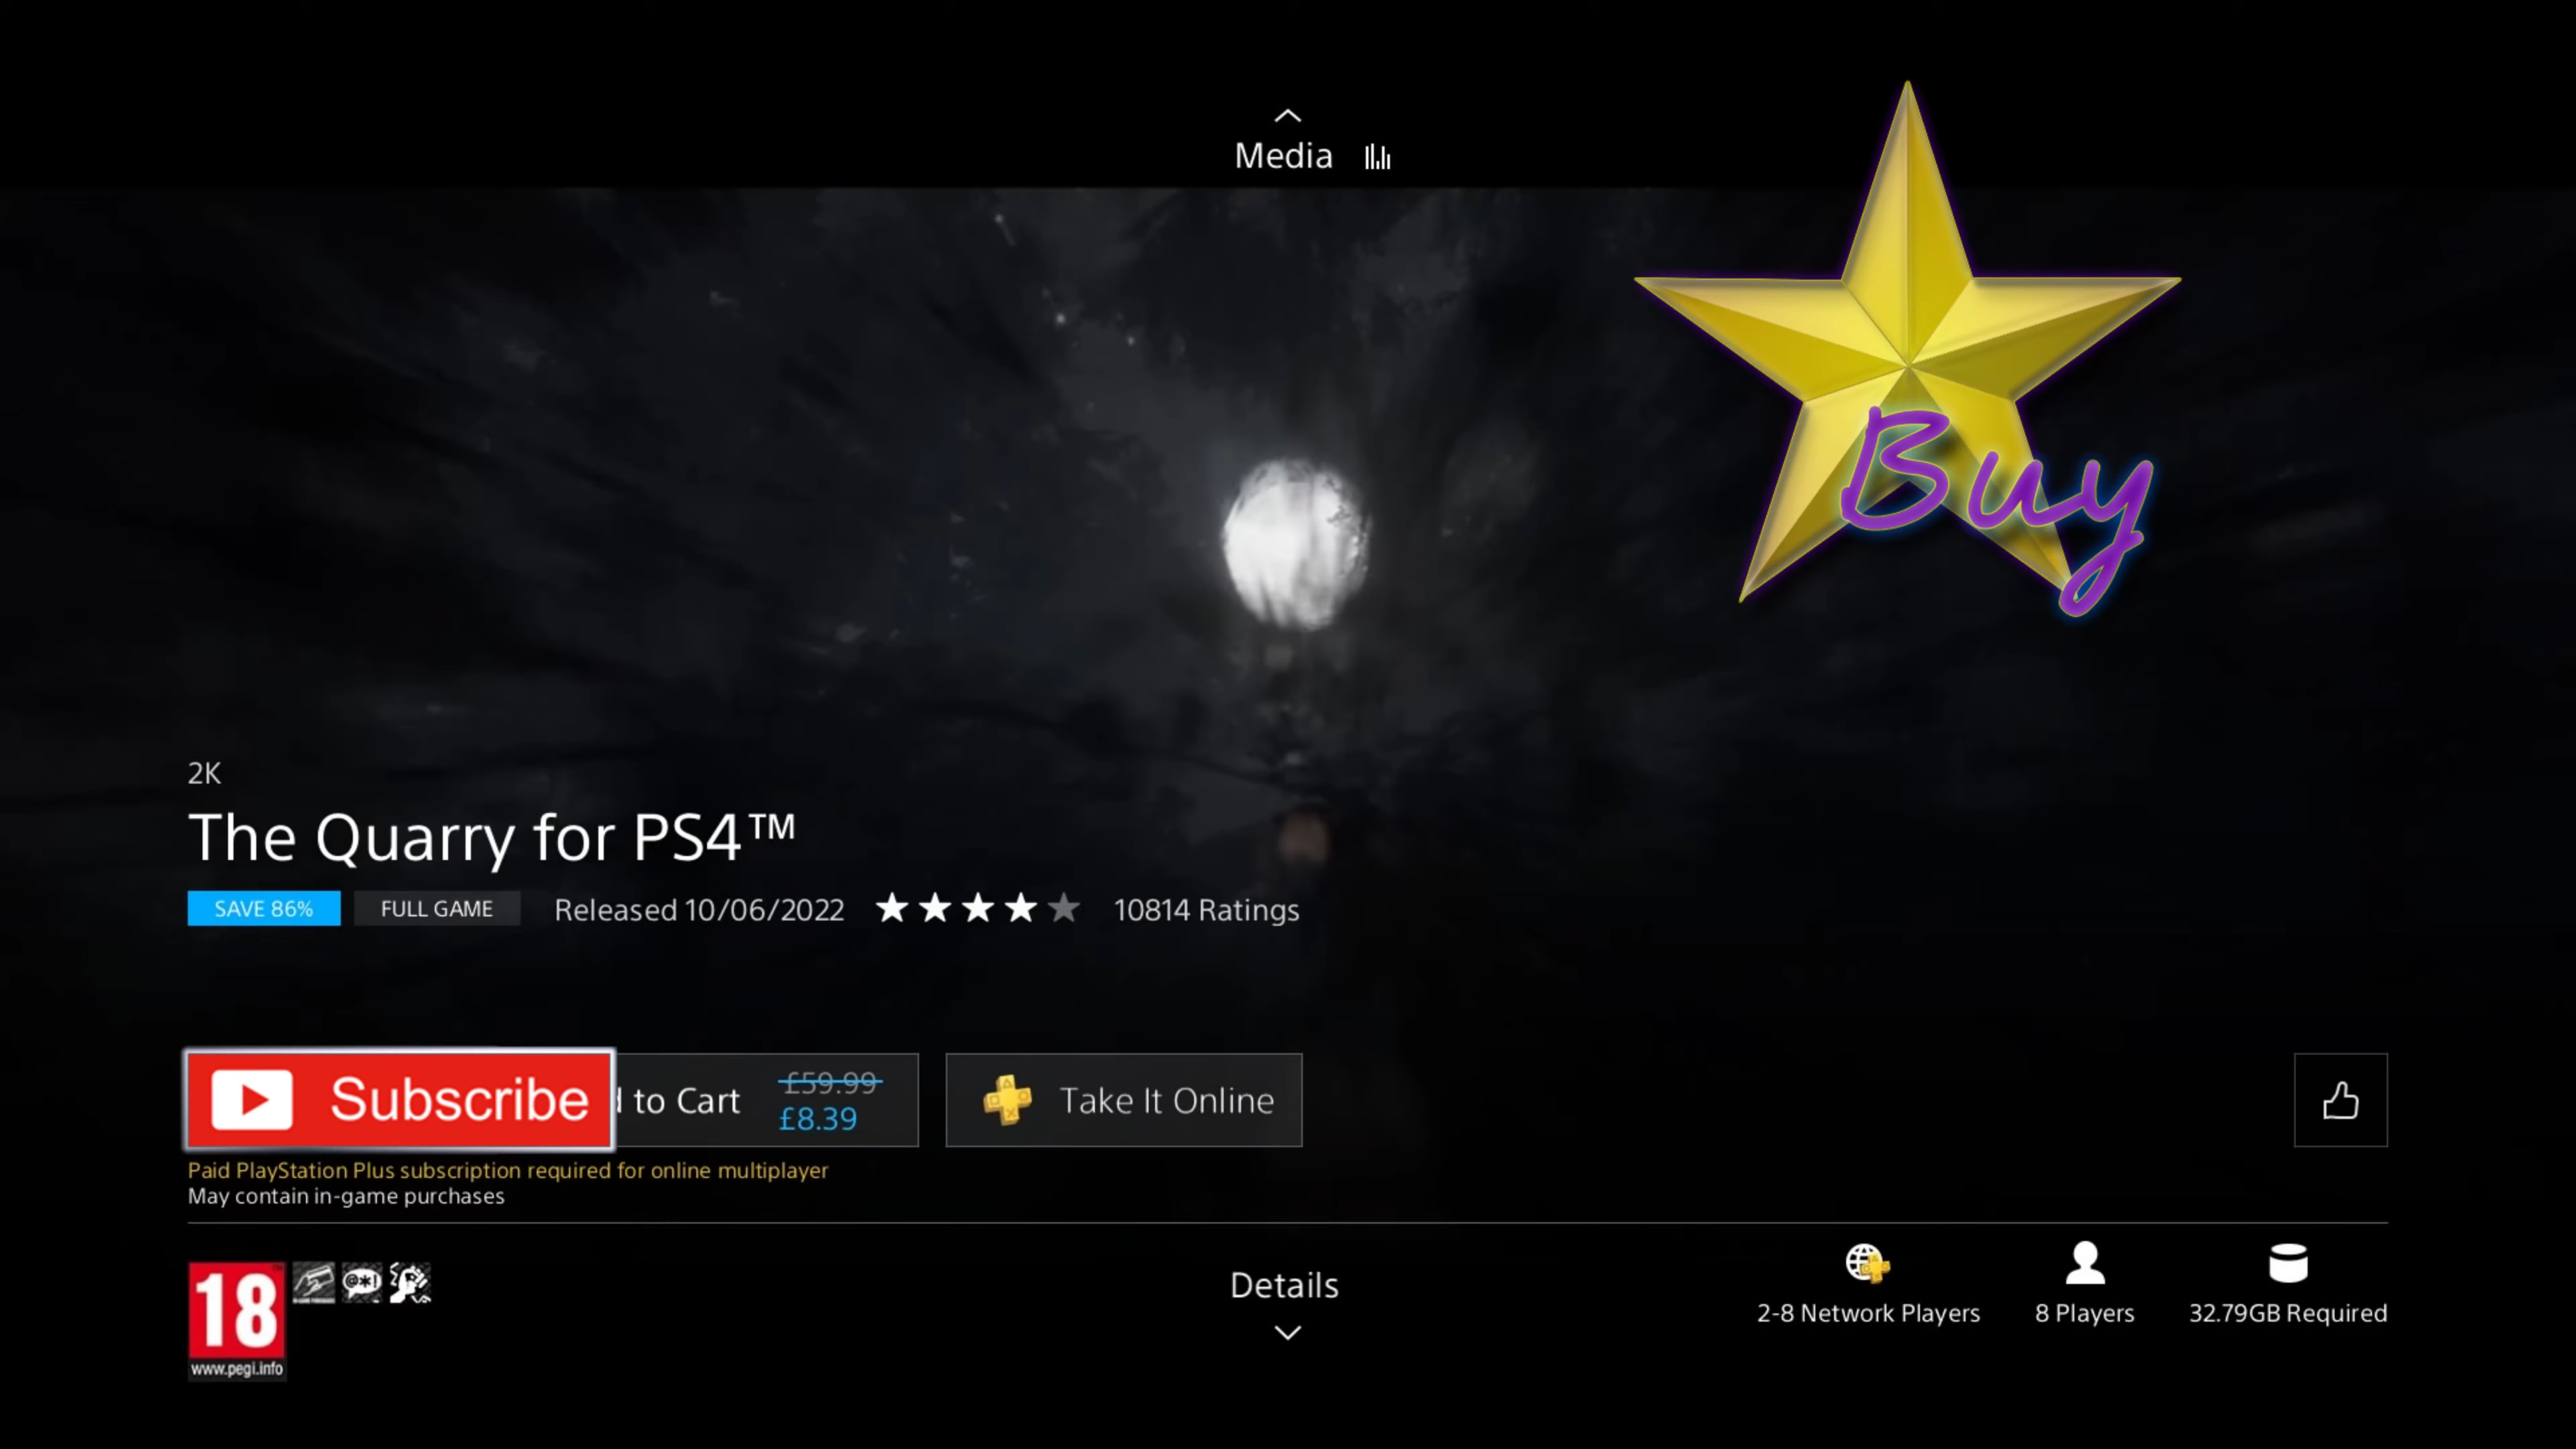 Media
Buy
2K
The Quarry for PS4™
SAVE 86% FULL GAME Released 10/06/2022 10814 Ratings
Subscribe to Cart £59.99 £8.39 Take It Online
Paid PlayStation Plus subscription required for online multiplayer
May contain in-game purchases
18
www.pegi.info
@*!
Details
2-8 Network Players 8 Players 32.79GB Required